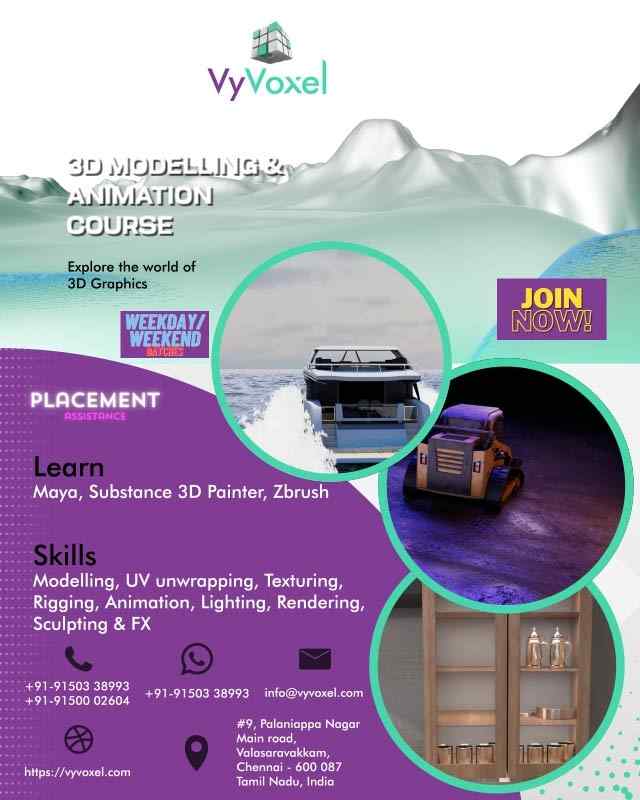 VyVoxel
3D MODELLING &
ANIMATION
COURSE
Explore the world of
3D Graphics
JOIN
NOW!
WEEKDAY/
WEEKEND
BATCHES
PLACEMENT
ASSISTANCE
Learn
Maya, Substance 3D Painter, Zbrush
Skills
Modelling, UV unwrapping, Texturing,
Rigging, Animation, Lighting, Rendering,
Sculpting & FX
+91-91503 38993
+91-91500 02604
+91-91503 38993
info@vyvoxel.com
https://vyvoxel.com
#9, Palaniappa Nagar
Main road,
Valasaravakkam,
Chennai - 600 087
Tamil Nadu, India